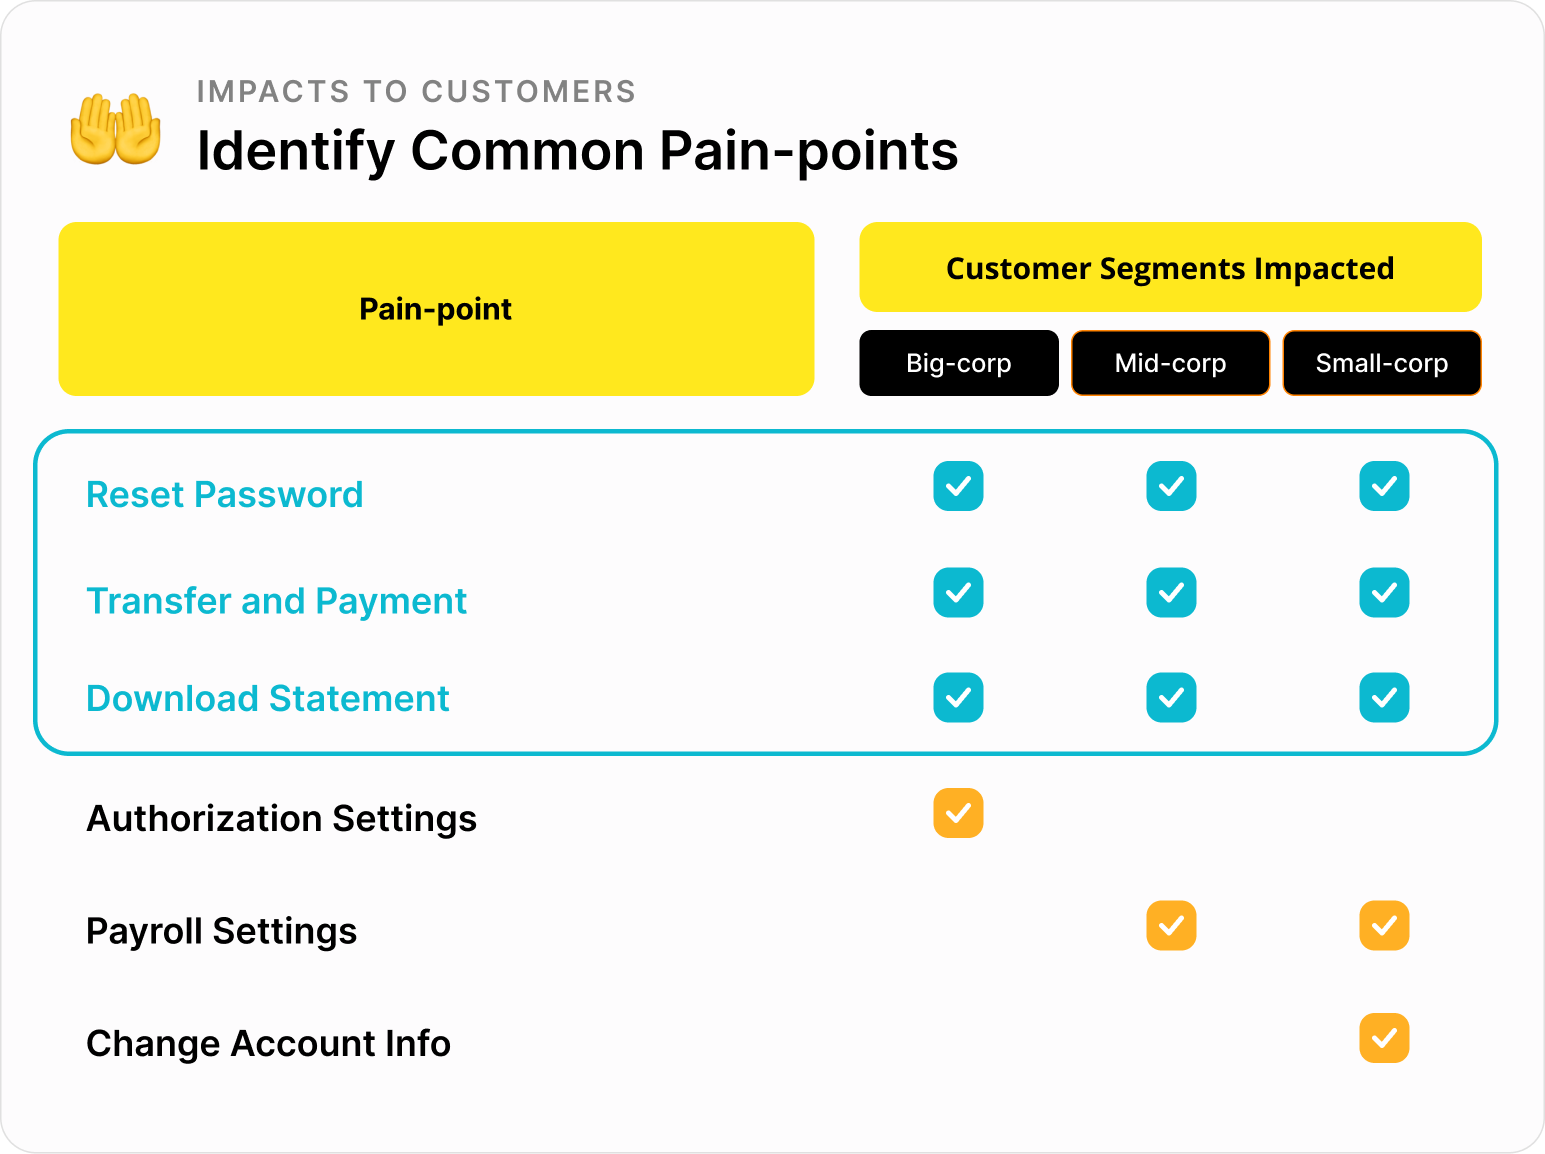 IMPACTS TO CUSTOMERS
Identify Common Pain-points
Pain-point
Customer Segments Impacted
Big-corp
Mid-corp
Small-corp
Reset Password
Transfer and Payment
Download Statement
Authorization Settings
Payroll Settings
Change Account Info